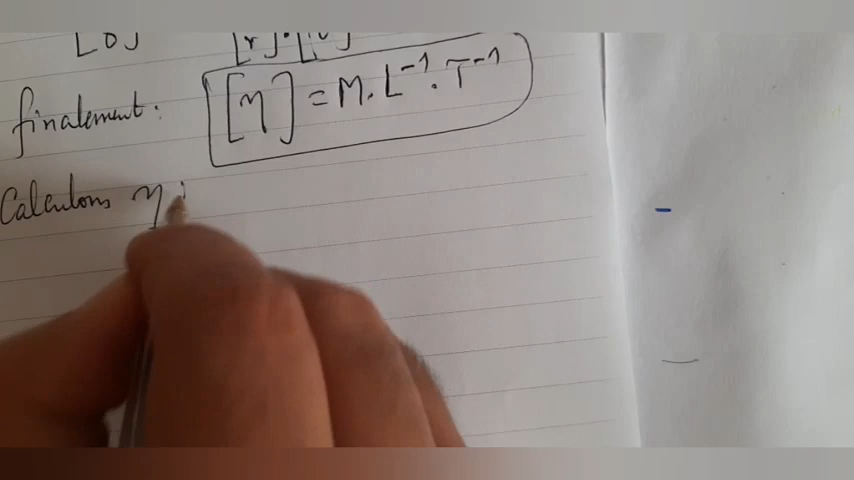 finalement: [η] = M. L⁻¹. T⁻¹
Calculons η :